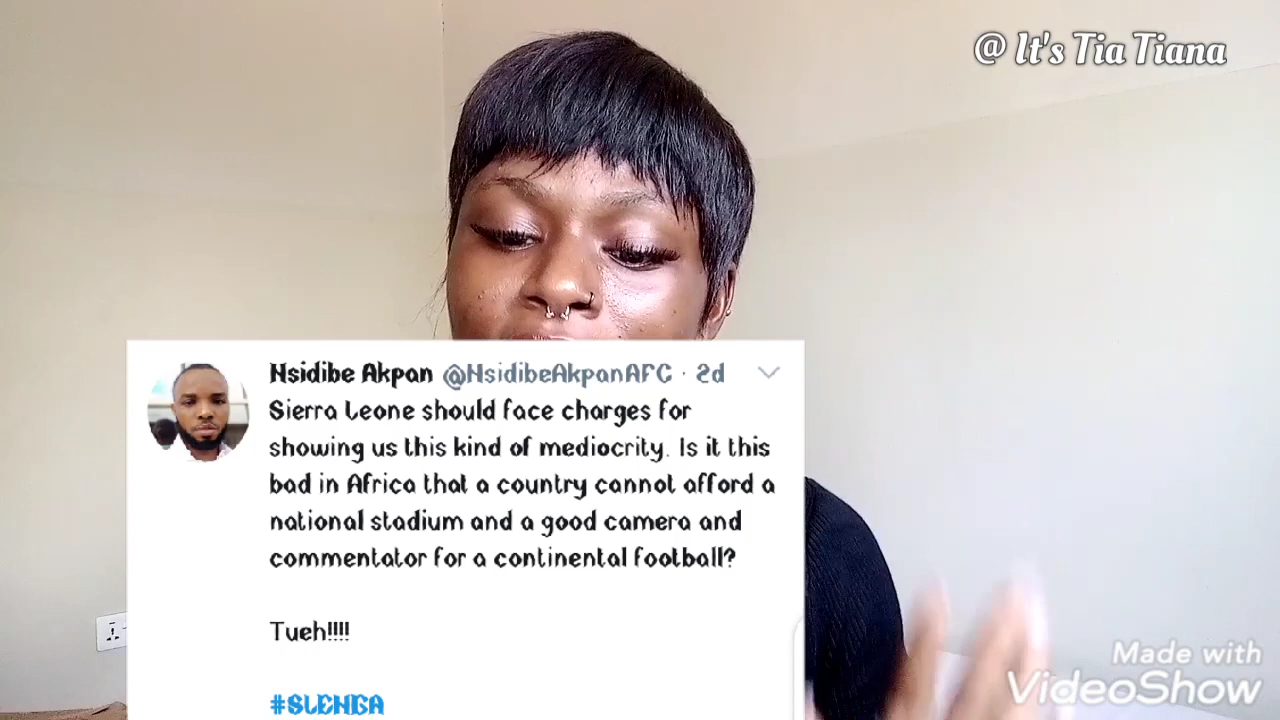 @ It's Tia Tiana
Nsidibe Akpan @NsidibeAkpanAFC · 2d
Sierra Leone should face charges for
showing us this kind of mediocrity. Is it this
bad in Africa that a country cannot afford a
national stadium and a good camera and
commentator for a continental football?
Tueh!!!!
#SLENGA
Made with
VideoShow